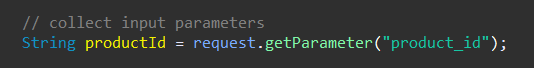 // collect input parameters
String productId = request.getParameter("product_id");